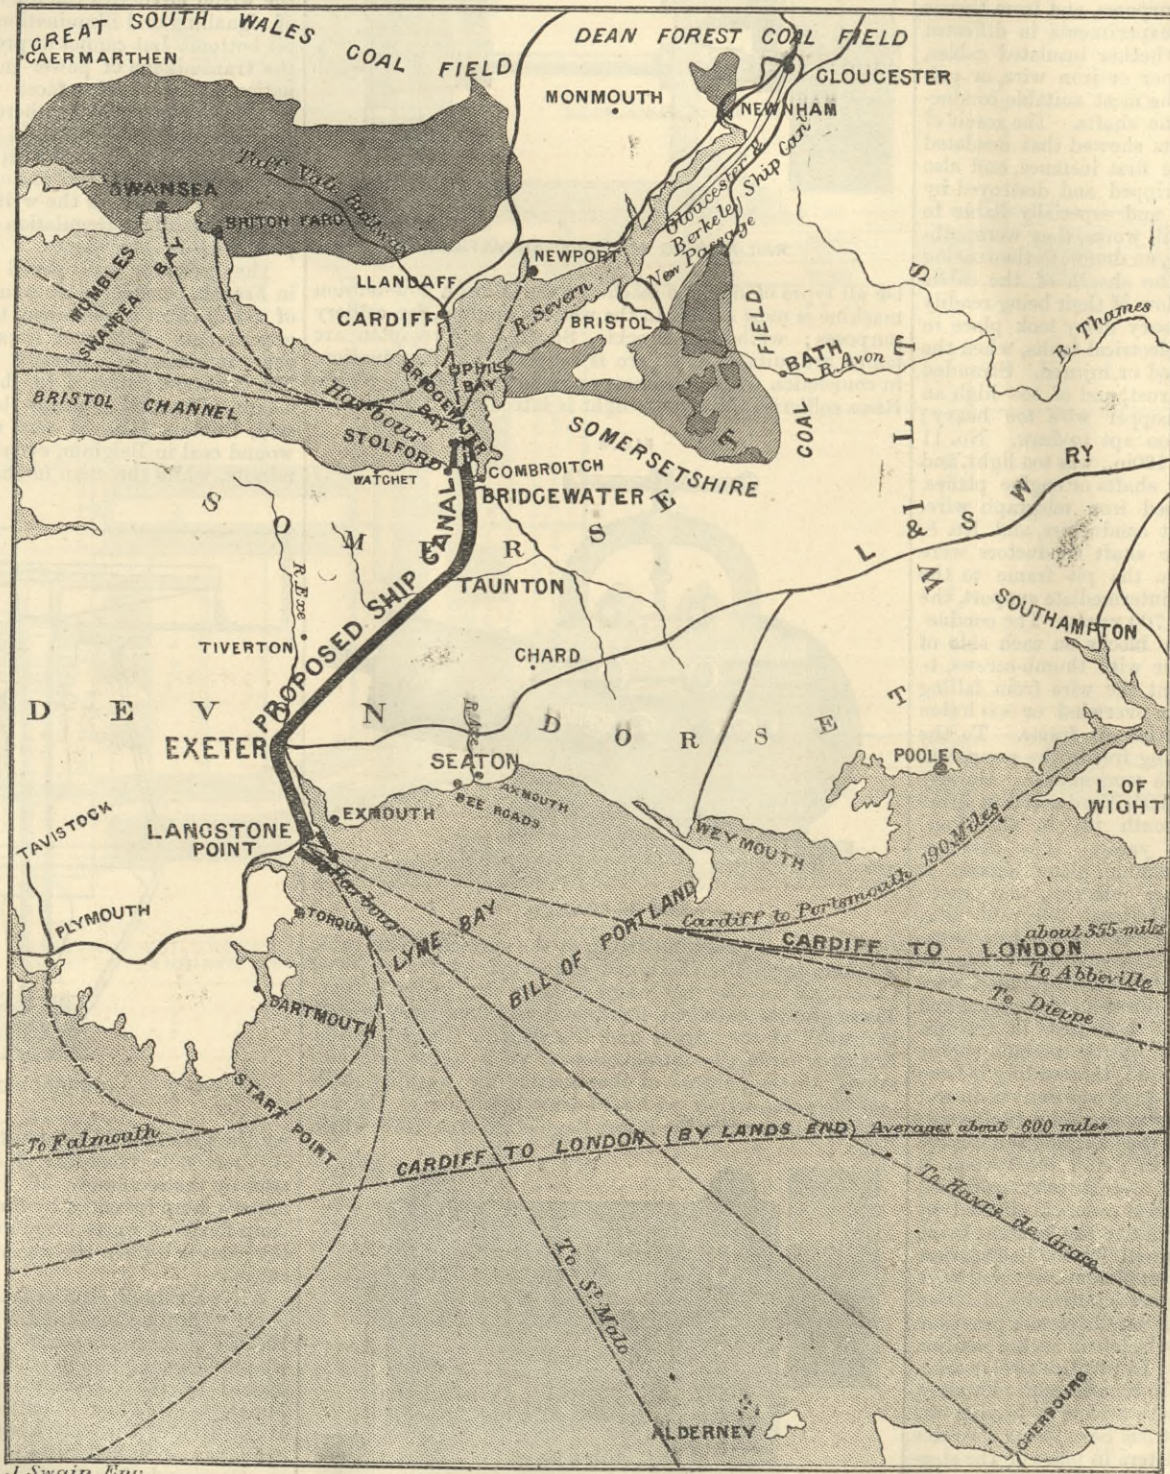 GREAT SOUTH WALES COAL FIELD
CAERMARTHEN
DEAN FOREST COAL FIELD
GLOUCESTER
MONMOUTH
NEWNHAM
Gloucester &
Berkeley Ship Canl
New Passage
Taff Vale Railway
SWANSEA
BRITON FARO
MUMBLES
SWANSEA BAY
LLANDAFF
CARDIFF
NEWPORT
R. Severn
BRISTOL
BATH
R. Avon
R. Thames
COAL FIELD
WILTS
BRISTOL CHANNEL
Harbour
BRIDGEWATER
BAY
UPHILL
BAY
STOLFORD
WATCHET
COMBROITCH
BRIDGEWATER
SOMERSETSHIRE
SOMERSET
L & S W RY
PROPOSED SHIP CANAL
TAUNTON
R. Exe
TIVERTON
CHARD
SOUTHAMPTON
DEVON
DORSET
EXETER
R. Axe
SEATON
AXMOUTH
BEE ROADS
POOLE
I. OF
WIGHT
EXMOUTH
LANGSTONE
POINT
WEYMOUTH
TAVISTOCK
PLYMOUTH
Harbour
TORQUAY
LYME BAY
BILL OF PORTLAND
Cardiff to Portsmouth 190 Miles
about 355 miles
CARDIFF TO LONDON
To Abbeville
To Dieppe
DARTMOUTH
START POINT
To Falmouth
CARDIFF TO LONDON (BY LANDS END) Averages about 600 miles
To Havre de Grace
To St. Malo
ALDERNEY
CHERBOURG
J. Swain Eng.